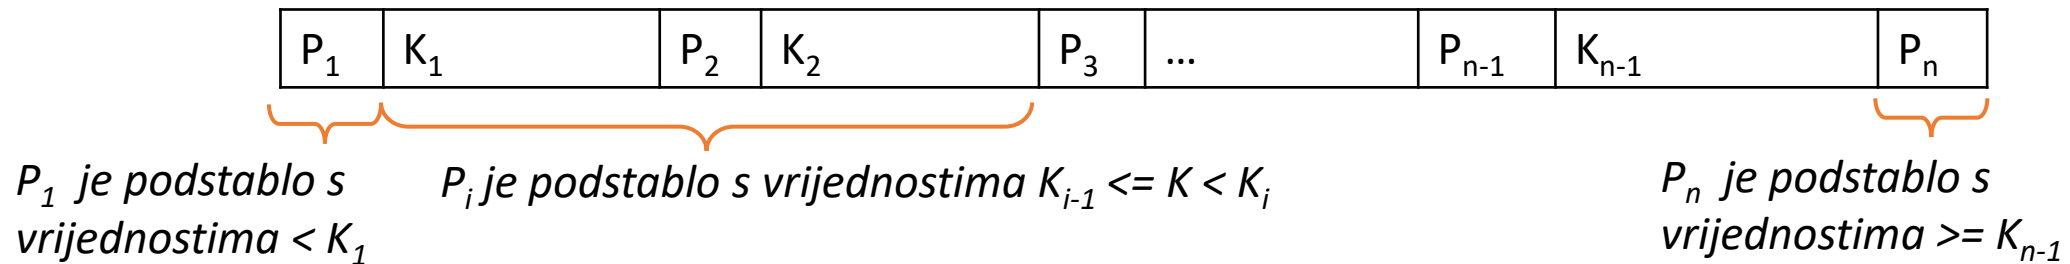 P₁ K₁ P₂ K₂ P₃ ... Pₙ₋₁ Kₙ₋₁ Pₙ
P₁ je podstablo s
vrijednostima < K₁
Pᵢ je podstablo s vrijednostima Kᵢ₋₁ <= K < Kᵢ
Pₙ je podstablo s
vrijednostima >= Kₙ₋₁